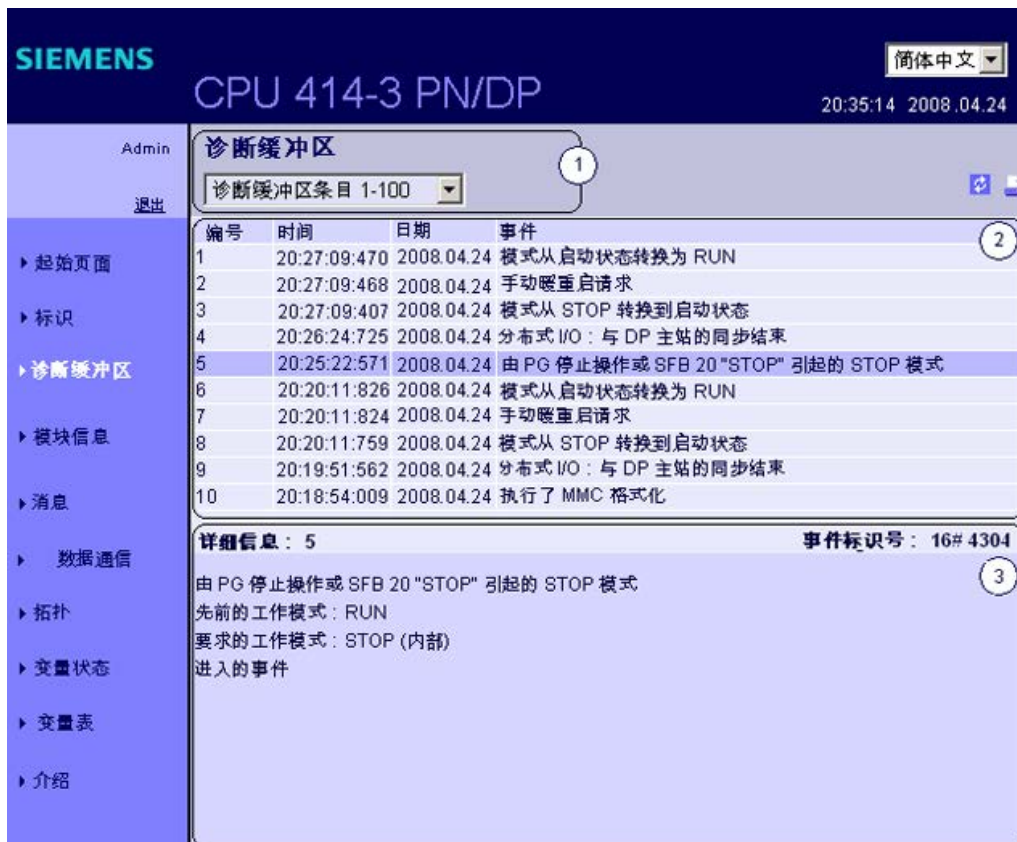 SIEMENS
简体中文
CPU 414-3 PN/DP
20:35:14 2008.04.24
Admin
退出
起始页面
标识
诊断缓冲区
模块信息
消息
数据通信
拓扑
变量状态
变量表
介绍
诊断缓冲区
诊断缓冲区条目 1-100
1
编号 时间 日期 事件
2
1 20:27:09:470 2008.04.24 模式从启动状态转换为 RUN
2 20:27:09:468 2008.04.24 手动暖重启请求
3 20:27:09:407 2008.04.24 模式从 STOP 转换到启动状态
4 20:26:24:725 2008.04.24 分布式 I/O : 与 DP 主站的同步结束
5 20:25:22:571 2008.04.24 由 PG 停止操作或 SFB 20 "STOP" 引起的 STOP 模式
6 20:20:11:826 2008.04.24 模式从启动状态转换为 RUN
7 20:20:11:824 2008.04.24 手动暖重启请求
8 20:20:11:759 2008.04.24 模式从 STOP 转换到启动状态
9 20:19:51:562 2008.04.24 分布式 I/O : 与 DP 主站的同步结束
10 20:18:54:009 2008.04.24 执行了 MMC 格式化
详细信息: 5 事件标识号: 16# 4304
3
由 PG 停止操作或 SFB 20 "STOP" 引起的 STOP 模式
先前的工作模式 : RUN
要求的工作模式 : STOP (内部)
进入的事件